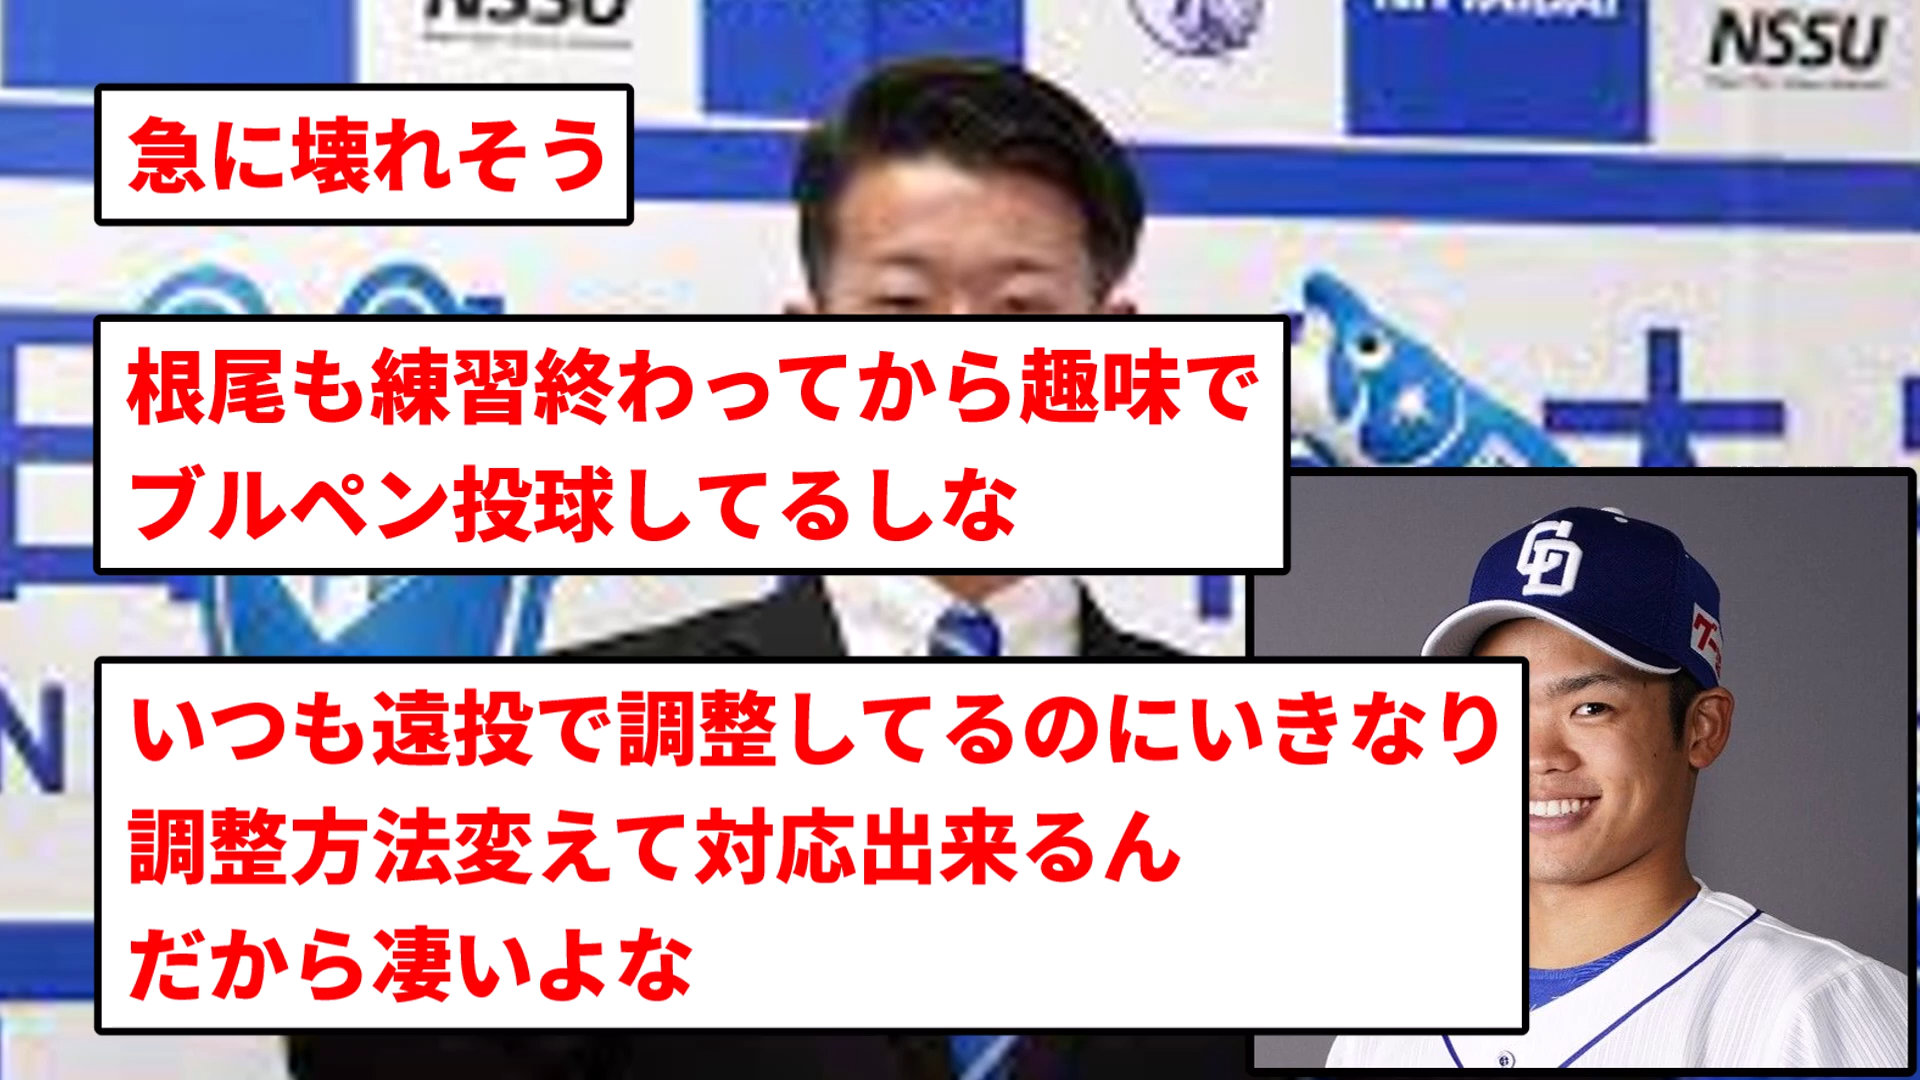 NSSU
NSSU
急に壊れそう
根尾も練習終わってから趣味で
ブルペン投球してるしな
いつも遠投で調整してるのにいきなり
調整方法変えて対応出来るん
だから凄いよな
CD
N